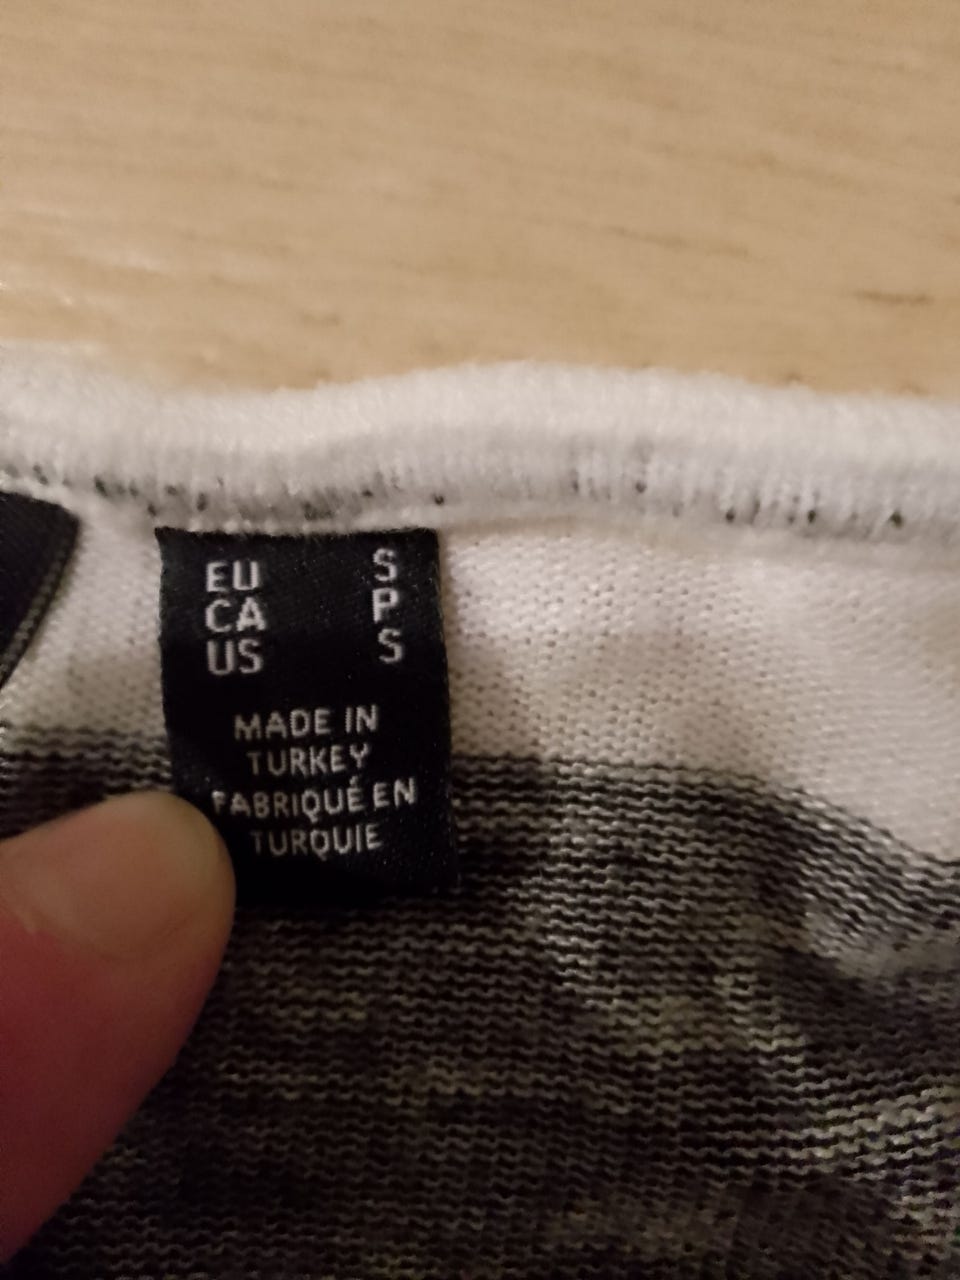 EU S
CA P
US S
MADE IN
TURKEY
FABRIQUÉ EN
TURQUIE